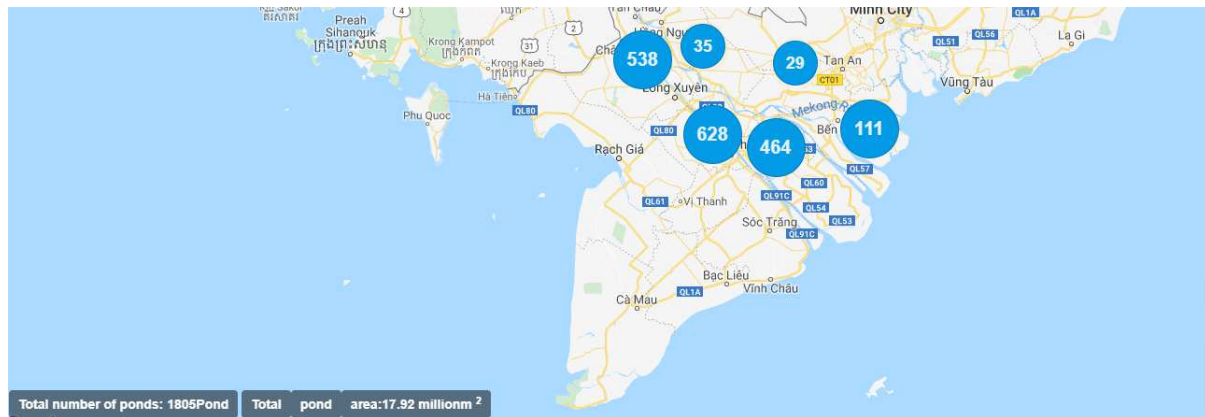 Preah
Sihanouk
ក្រុងព្រះសីហនុ
4
Krong Kampot
ក្រុងកំពត
31
2
Krong Kaeb
ក្រុងកែប
Hà Tiên
QL80
Phu Quoc
Minh City
QL1A
QL51
QL56
La Gi
Vũng Tàu
35
538
29
Tan An
CT01
Long Xuyên
Mekong
QL80
628
464
111
Bến
Rạch Giá
QL57
QL60
QL61
Vị Thanh
QL91C
QL54
QL53
Sóc Trăng
QL91C
Bạc Liêu
QL1A
Vĩnh Châu
Cà Mau
Total number of ponds: 1805Pond
Total pond area:17.92 millionm 2